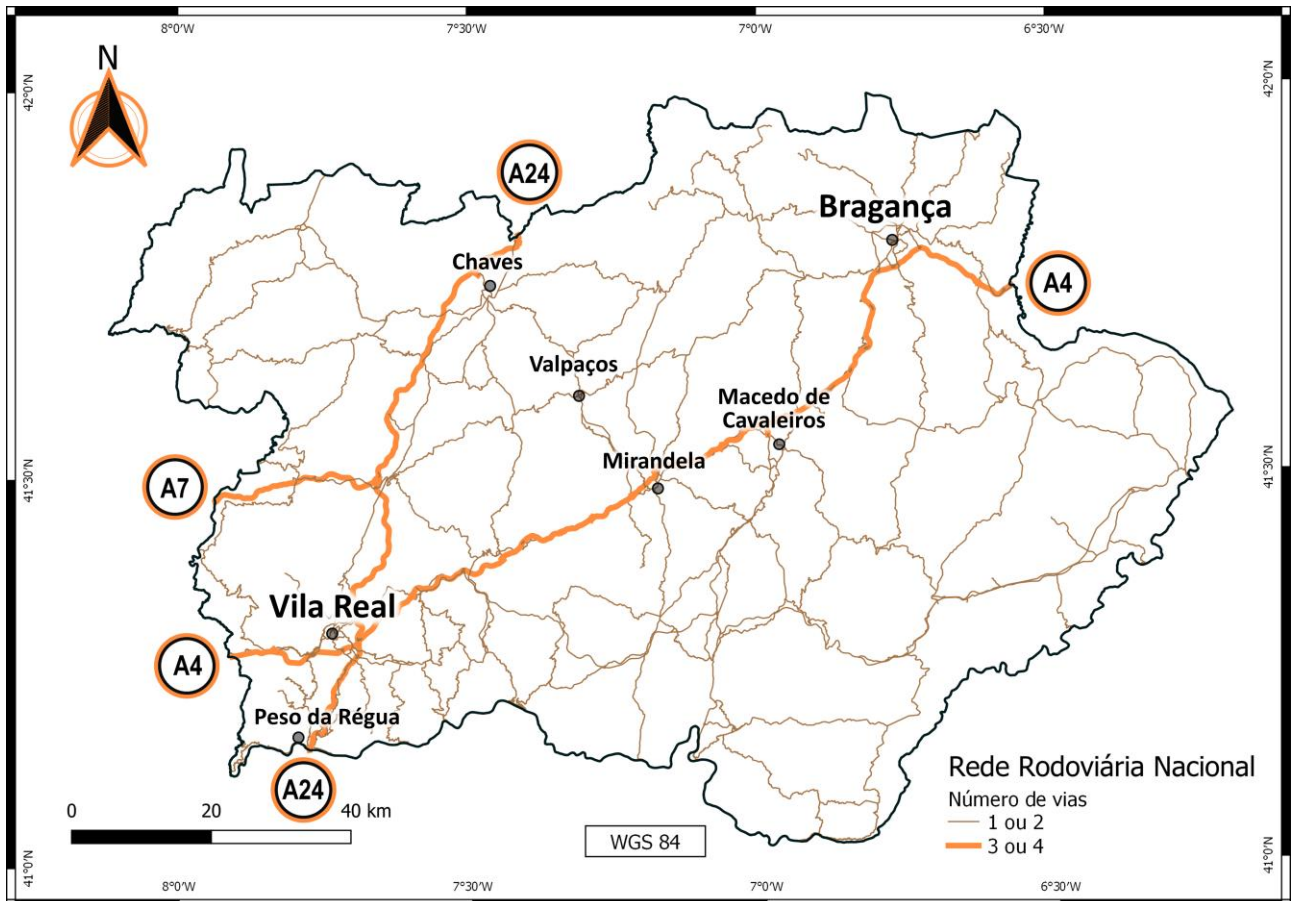 8°0'W
7°30'W
7°0'W
6°30'W
42°0'N
42°0'N
N
A24
Bragança
Chaves
A4
Valpaços
Macedo de
Cavaleiros
Mirandela
41°30'N
41°30'N
A7
Vila Real
A4
Peso da Régua
A24
Rede Rodoviária Nacional
Número de vias
1 ou 2
3 ou 4
0
20
40 km
WGS 84
41°0'N
41°0'N
8°0'W
7°30'W
7°0'W
6°30'W